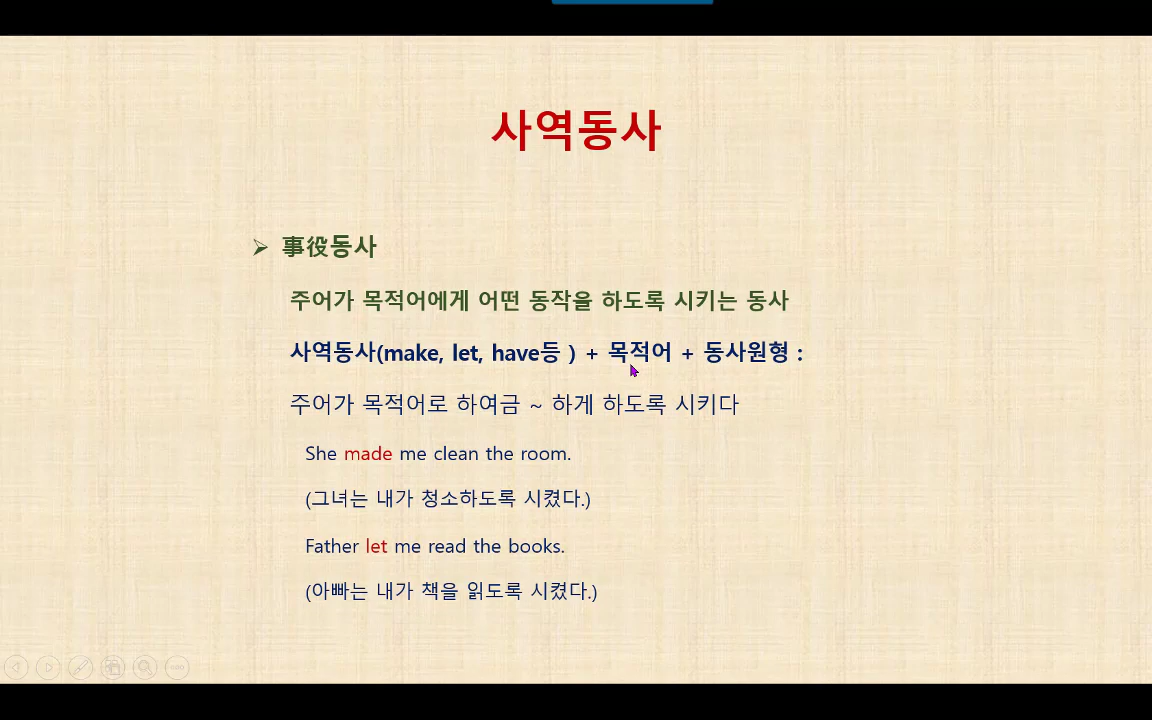 사역동사
事役동사
주어가 목적어에게 어떤 동작을 하도록 시키는 동사
사역동사(make, let, have등 ) + 목적어 + 동사원형 :
주어가 목적어로 하여금 ~ 하게 하도록 시키다
She made me clean the room.
(그녀는 내가 청소하도록 시켰다.)
Father let me read the books.
(아빠는 내가 책을 읽도록 시켰다.)